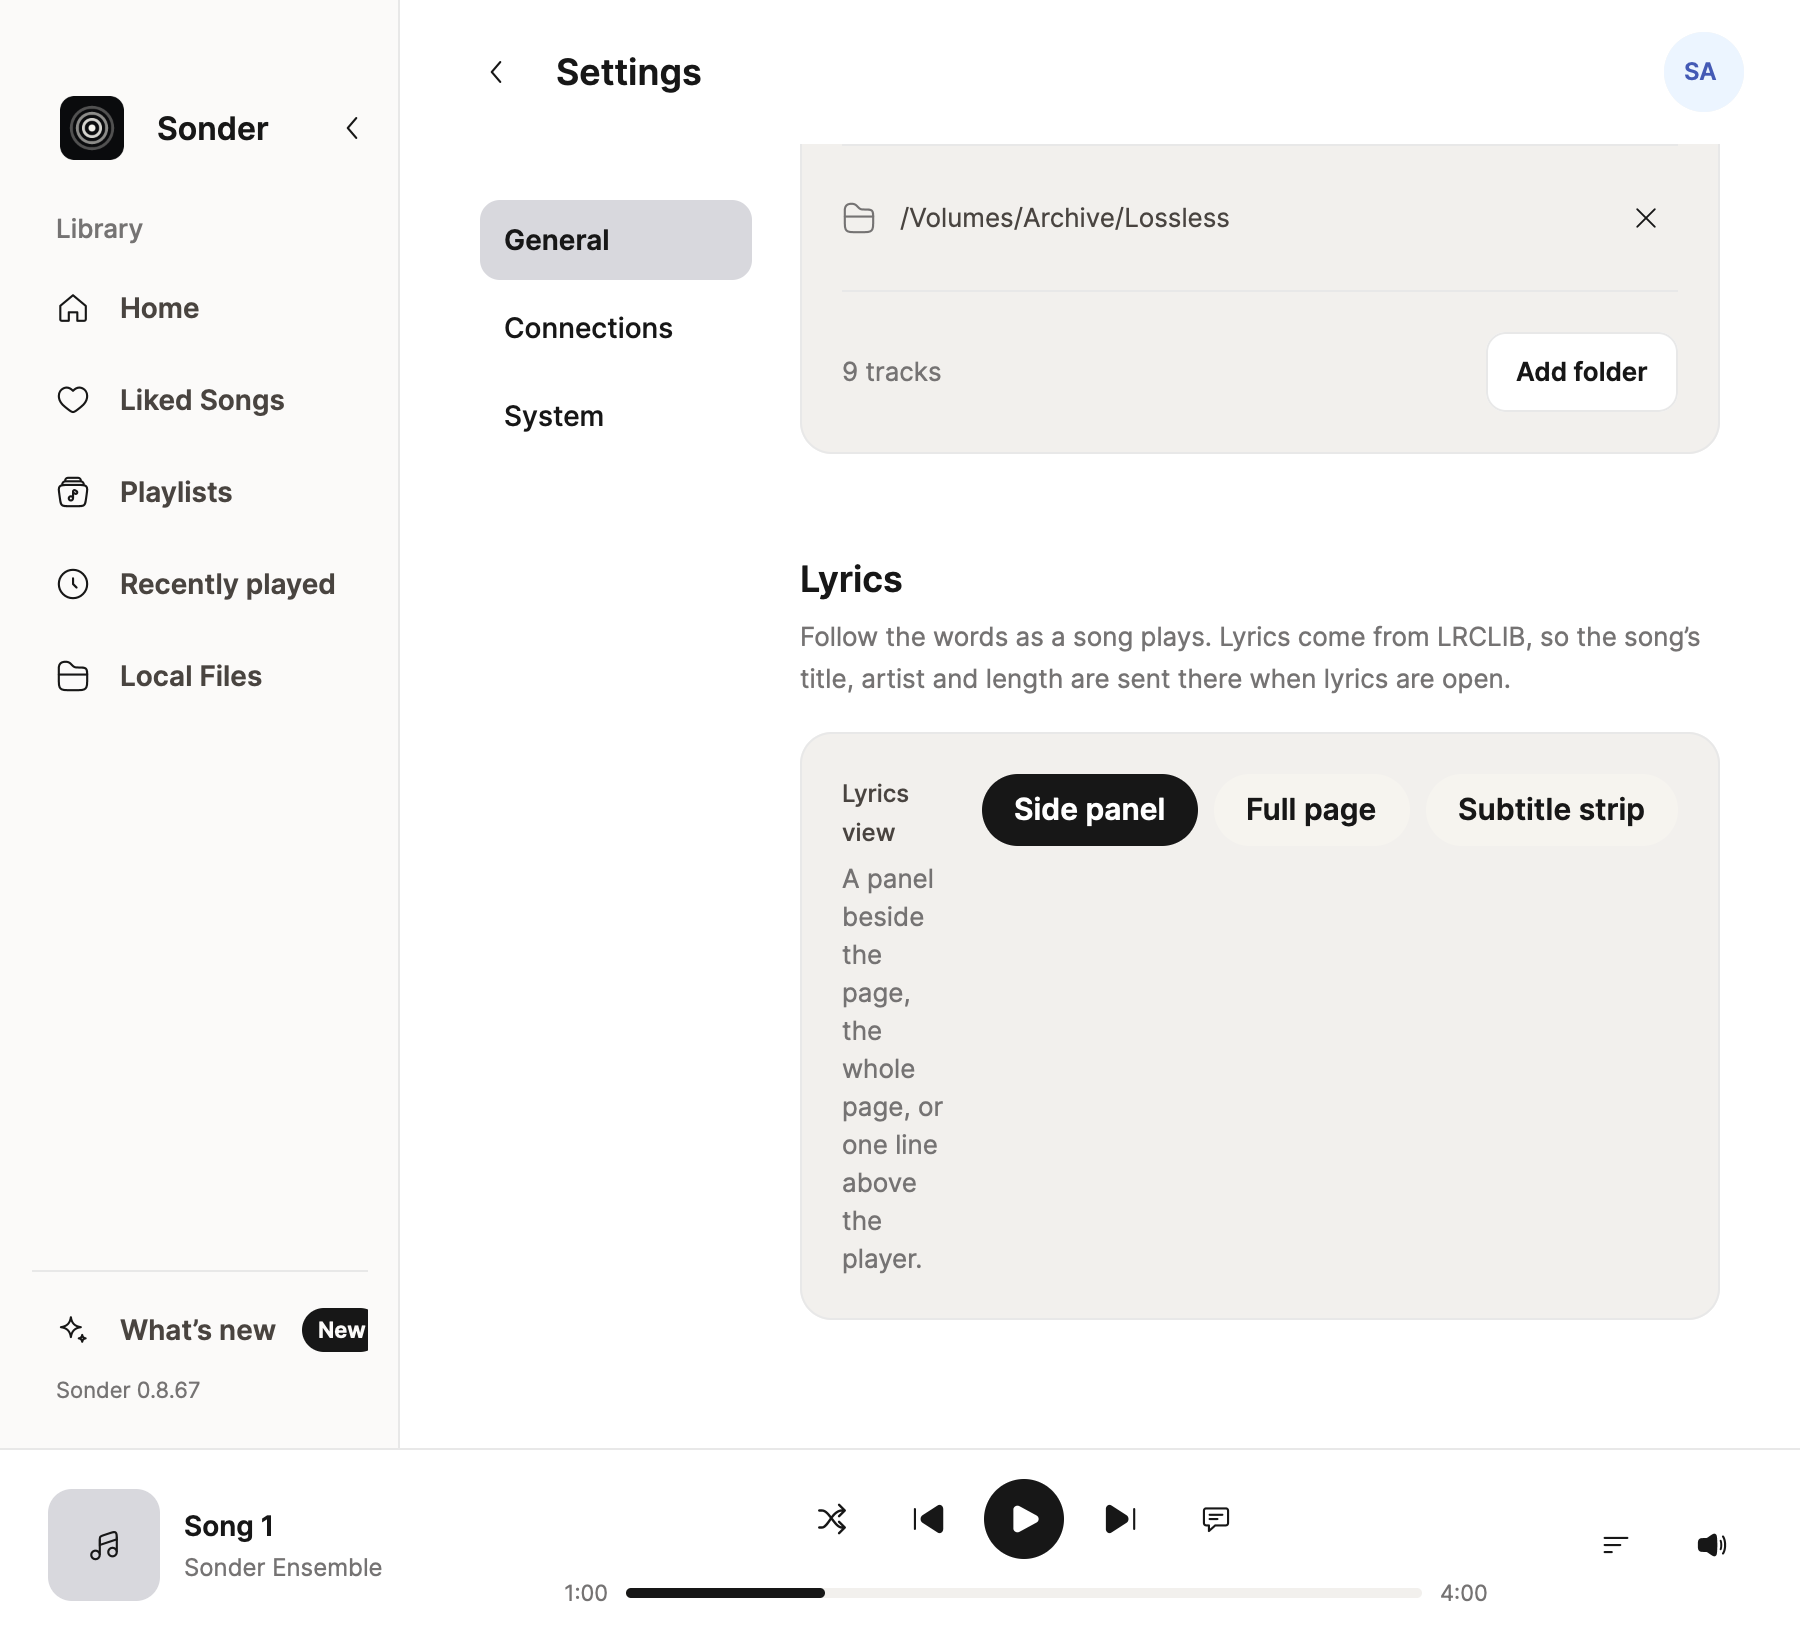 Sonder
Library
Home
Liked Songs
Playlists
Recently played
Local Files
What’s new
New
Sonder 0.8.67
Settings
SA
General
Connections
System
/Volumes/Archive/Lossless
9 tracks
Add folder
Lyrics
Follow the words as a song plays. Lyrics come from LRCLIB, so the song’s
title, artist and length are sent there when lyrics are open.
Lyrics
view
A panel
beside
the
page,
the
whole
page, or
one line
above
the
player.
Side panel
Full page
Subtitle strip
Song 1
Sonder Ensemble
1:00
4:00